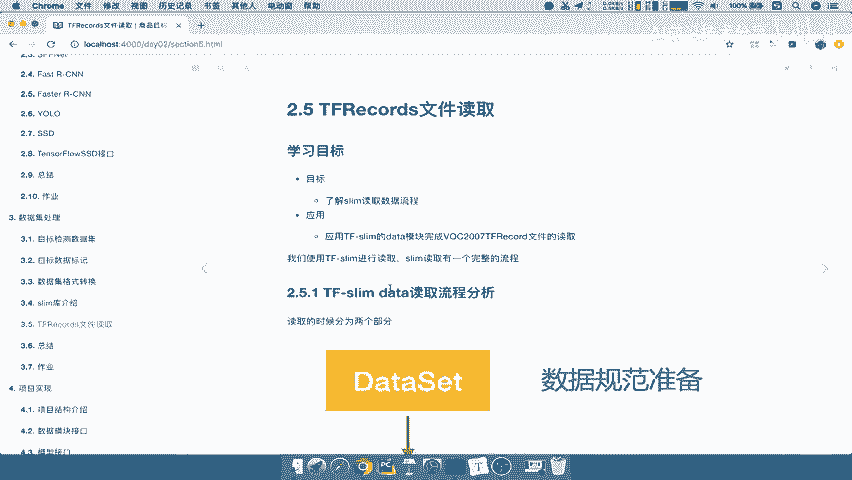 Chrome 文件 修改 视图 历史记录 书签 其他人 电动窗 帮助
100%
TFRecords文件读取 | 商品目标
localhost:4000/day02/section5.html
2.4. Fast R-CNN
2.5. Faster R-CNN
2.6. YOLO
2.7. SSD
2.8. TensorFlowSSD接口
2.9. 总结
2.10. 作业
3. 数据集处理
3.1. 目标检测数据集
3.2. 目标数据标记
3.3. 数据集格式转换
3.4. slim库介绍
3.5. TFRecords文件读取
3.6. 总结
3.7. 作业
4. 项目实现
4.1. 项目结构介绍
4.2. 数据模块接口
4.3. 模型接口
2.5 TFRecords文件读取
学习目标
目标
了解slim读取数据流程
应用
应用TF-slim的data模块完成VOC2007TFRecord文件的读取
我们使用TF-slim进行读取，slim读取有一个完整的流程
2.5.1 TF-slim data读取流程分析
读取的时候分为两个部分
DataSet
数据规范准备